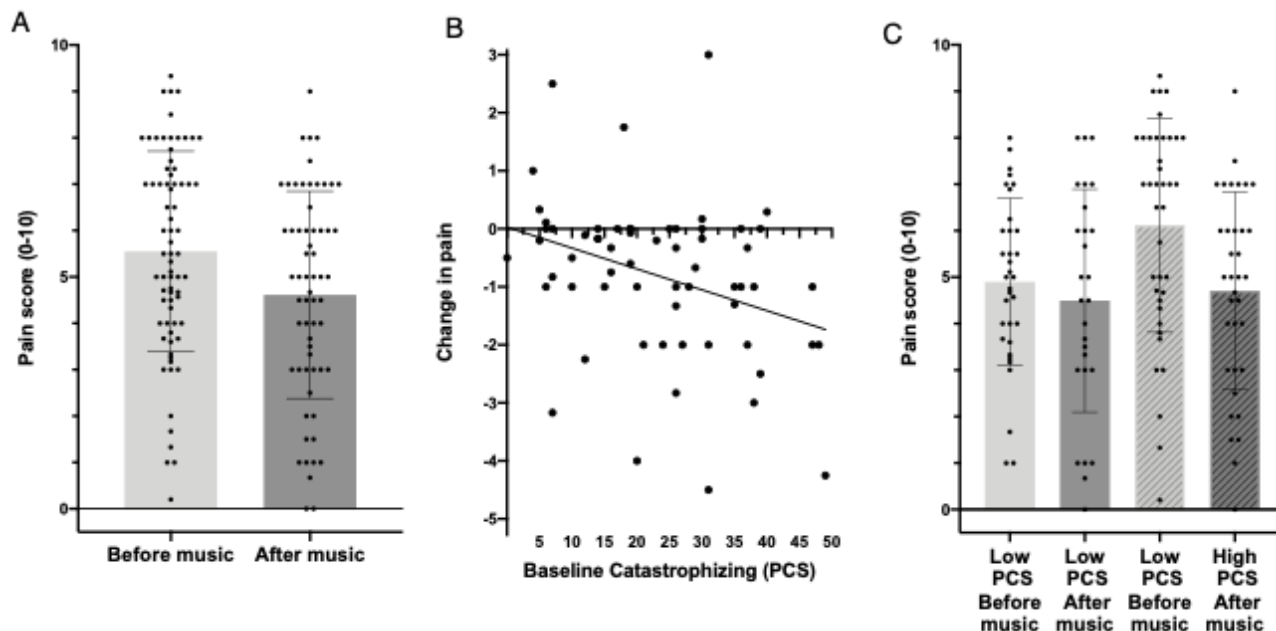 A
Pain score (0-10)
10
5
0
Before music After music
B
Change in pain
3
2
1
0
-1
-2
-3
-4
-5
5 10 15 20 25 30 35 40 45 50
Baseline Catastrophizing (PCS)
C
Pain score (0-10)
10
5
0
Low Low Low High
PCS PCS PCS PCS
Before After Before After
music music music music